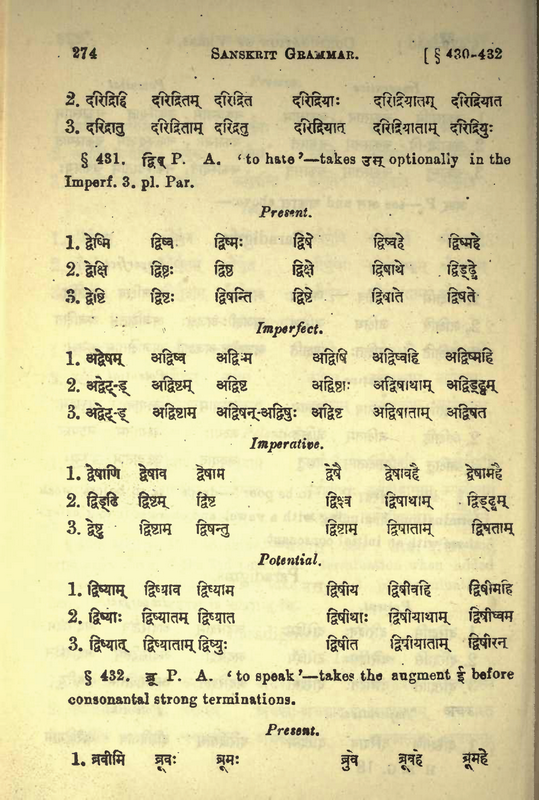 274 SANSKRIT GRAMMAR. [ § 430-432
2. दरिद्रिहि दरिद्रितम् दरिद्रित दरिद्रियाः दरिद्रियातम् दरिद्रियात
3. दरिद्रातु दरिद्रिताम् दरिद्रतु दरिद्रियात् दरिद्रियाताम् दरिद्रियुः
§ 431. द्विष् P. A. ‘to hate’—takes उस् optionally in the
Imperf. 3. pl. Par.
Present.
1. द्वेष्मि द्विष्वः द्विष्मः द्विषे द्विष्वहे द्विष्महे
2. द्वेक्षि द्विष्ठः द्विष्ठ द्विक्षे द्विषाथे द्विड्ढ्वे
3. द्वेष्टि द्विष्टः द्विषन्ति द्विष्टे द्विषाते द्विषते
Imperfect.
1. अद्वेषम् अद्विष्व अद्विष्म अद्विषि अद्विष्वहि अद्विष्महि
2. अद्वेट्-ड् अद्विष्टम् अद्विष्ट अद्विष्ठाः अद्विषाथाम् अद्विड्ढ्वम्
3. अद्वेट्-ड् अद्विष्टाम् अद्विषन्-अद्विषुः अद्विष्ट अद्विषाताम् अद्विषत
Imperative.
1. द्वेषाणि द्वेषाव द्वेषाम द्वेषै द्वेषावहै द्वेषामहै
2. द्विड्ढि द्विष्टम् द्विष्ट द्विक्ष्व द्विषाथाम् द्विड्ढ्वम्
3. द्वेष्टु द्विष्टाम् द्विषन्तु द्विष्टाम् द्विषाताम् द्विषताम्
Potential.
1. द्विष्याम् द्विष्याव द्विष्याम द्विषीय द्विषीवहि द्विषीमहि
2. द्विष्याः द्विष्यातम् द्विष्यात द्विषीथाः द्विषीयाथाम् द्विषीध्वम
3. द्विष्यात् द्विष्याताम् द्विष्युः द्विषीत द्विषीयाताम् द्विषीरन्
§ 432. ब्रू P. A. ‘to speak’—takes the augment ई before
consonantal strong terminations.
Present.
1. ब्रवीमि ब्रूवः ब्रूमः ब्रुवे ब्रूवहे ब्रूमहे